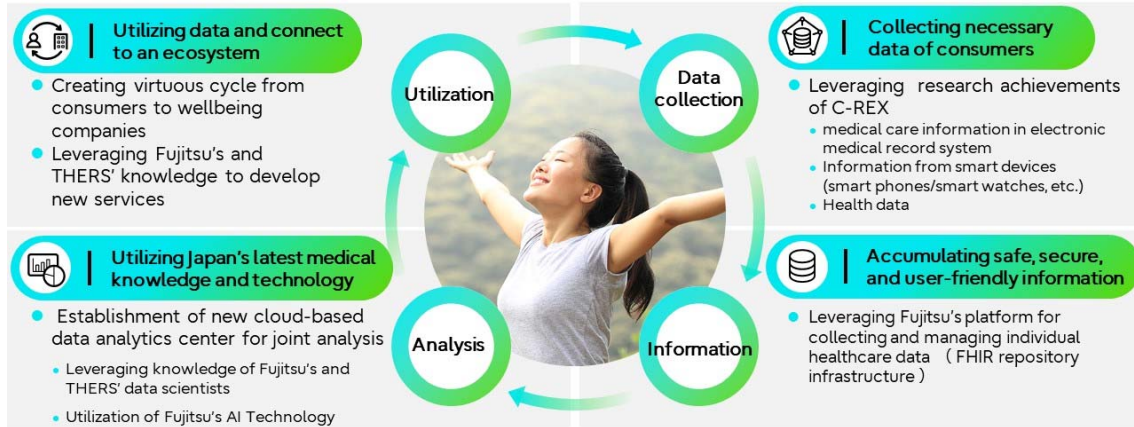 Utilizing data and connect
to an ecosystem
Creating virtuous cycle from
consumers to wellbeing
companies
Leveraging Fujitsu's and
THERS' knowledge to develop
new services
Utilization
Data
collection
Collecting necessary
data of consumers
Leveraging research achievements
of C-REX
medical care information in electronic
medical record system
Information from smart devices
(smart phones/smart watches, etc.)
Health data
Utilizing Japan's latest medical
knowledge and technology
Establishment of new cloud-based
data analytics center for joint analysis
Leveraging knowledge of Fujitsu's and
THERS' data scientists
Utilization of Fujitsu's AI Technology
Analysis
Information
Accumulating safe, secure,
and user-friendly information
Leveraging Fujitsu's platform for
collecting and managing individual
healthcare data （ FHIR repository
infrastructure ）